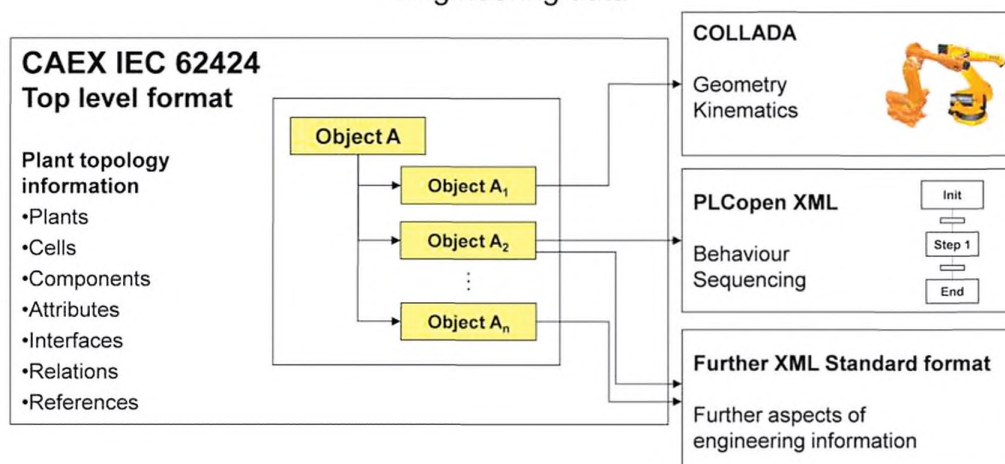 CAEX IEC 62424
Top level format
Plant topology
information
•Plants
•Cells
•Components
•Attributes
•Interfaces
•Relations
•References
Object A
Object A₁
Object A₂
⋮
Object Aₙ
COLLADA
Geometry
Kinematics
PLCopen XML
Behaviour
Sequencing
Init
Step 1
End
Further XML Standard format
Further aspects of
engineering information